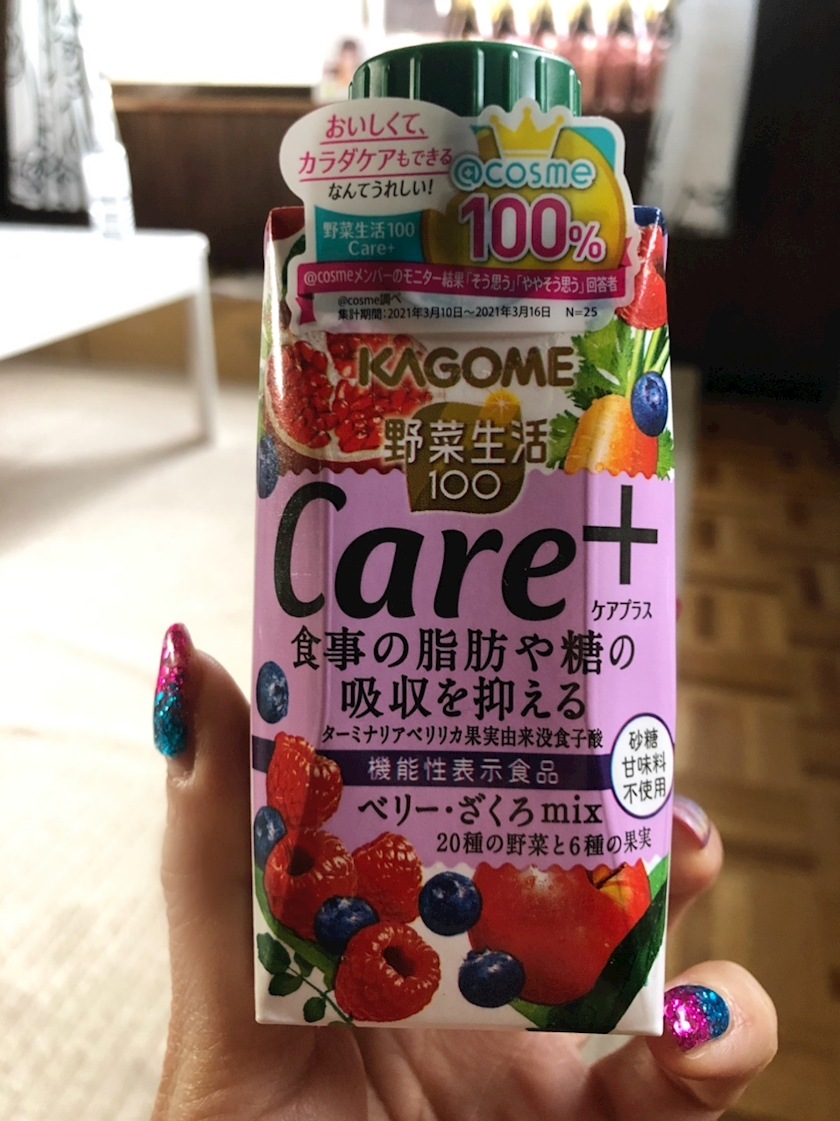 おいしくて、
カラダケアもできる
なんてうれしい!
@cosme
100%
野菜生活100
Care+
@cosmeメンバーのモニター結果「そう思う」「ややそう思う」回答者
@cosme調べ
集計期間:2021年3月10日〜2021年3月16日 N=25
KAGOME
野菜生活
100
Care+
ケアプラス
食事の脂肪や糖の
吸収を抑える
ターミナリアベリリカ果実由来没食子酸
機能性表示食品
砂糖
甘味料
不使用
ベリー・ざくろmix
20種の野菜と6種の果実